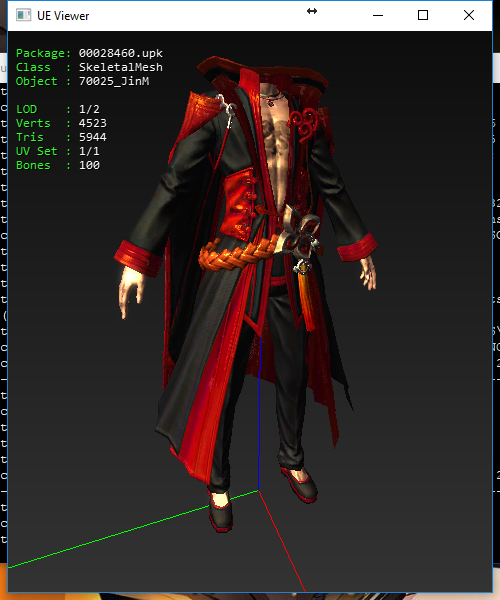 UE Viewer
Package: 00028460.upk
Class  : SkeletalMesh
Object : 70025_JinM
LOD    : 1/2
Verts  : 4523
Tris   : 5944
UV Set : 1/1
Bones  : 100